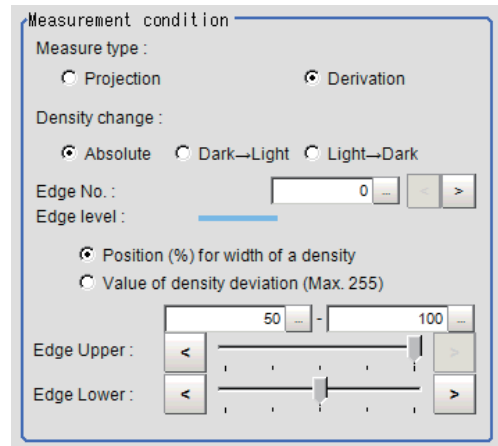 Measurement condition
Measure type :
Projection Derivation
Density change :
Absolute Dark→Light Light→Dark
Edge No. : 0 ... < >
Edge level :
Position (%) for width of a density
Value of density deviation (Max. 255)
50 ... - 100 ...
Edge Upper : < >
Edge Lower : < >